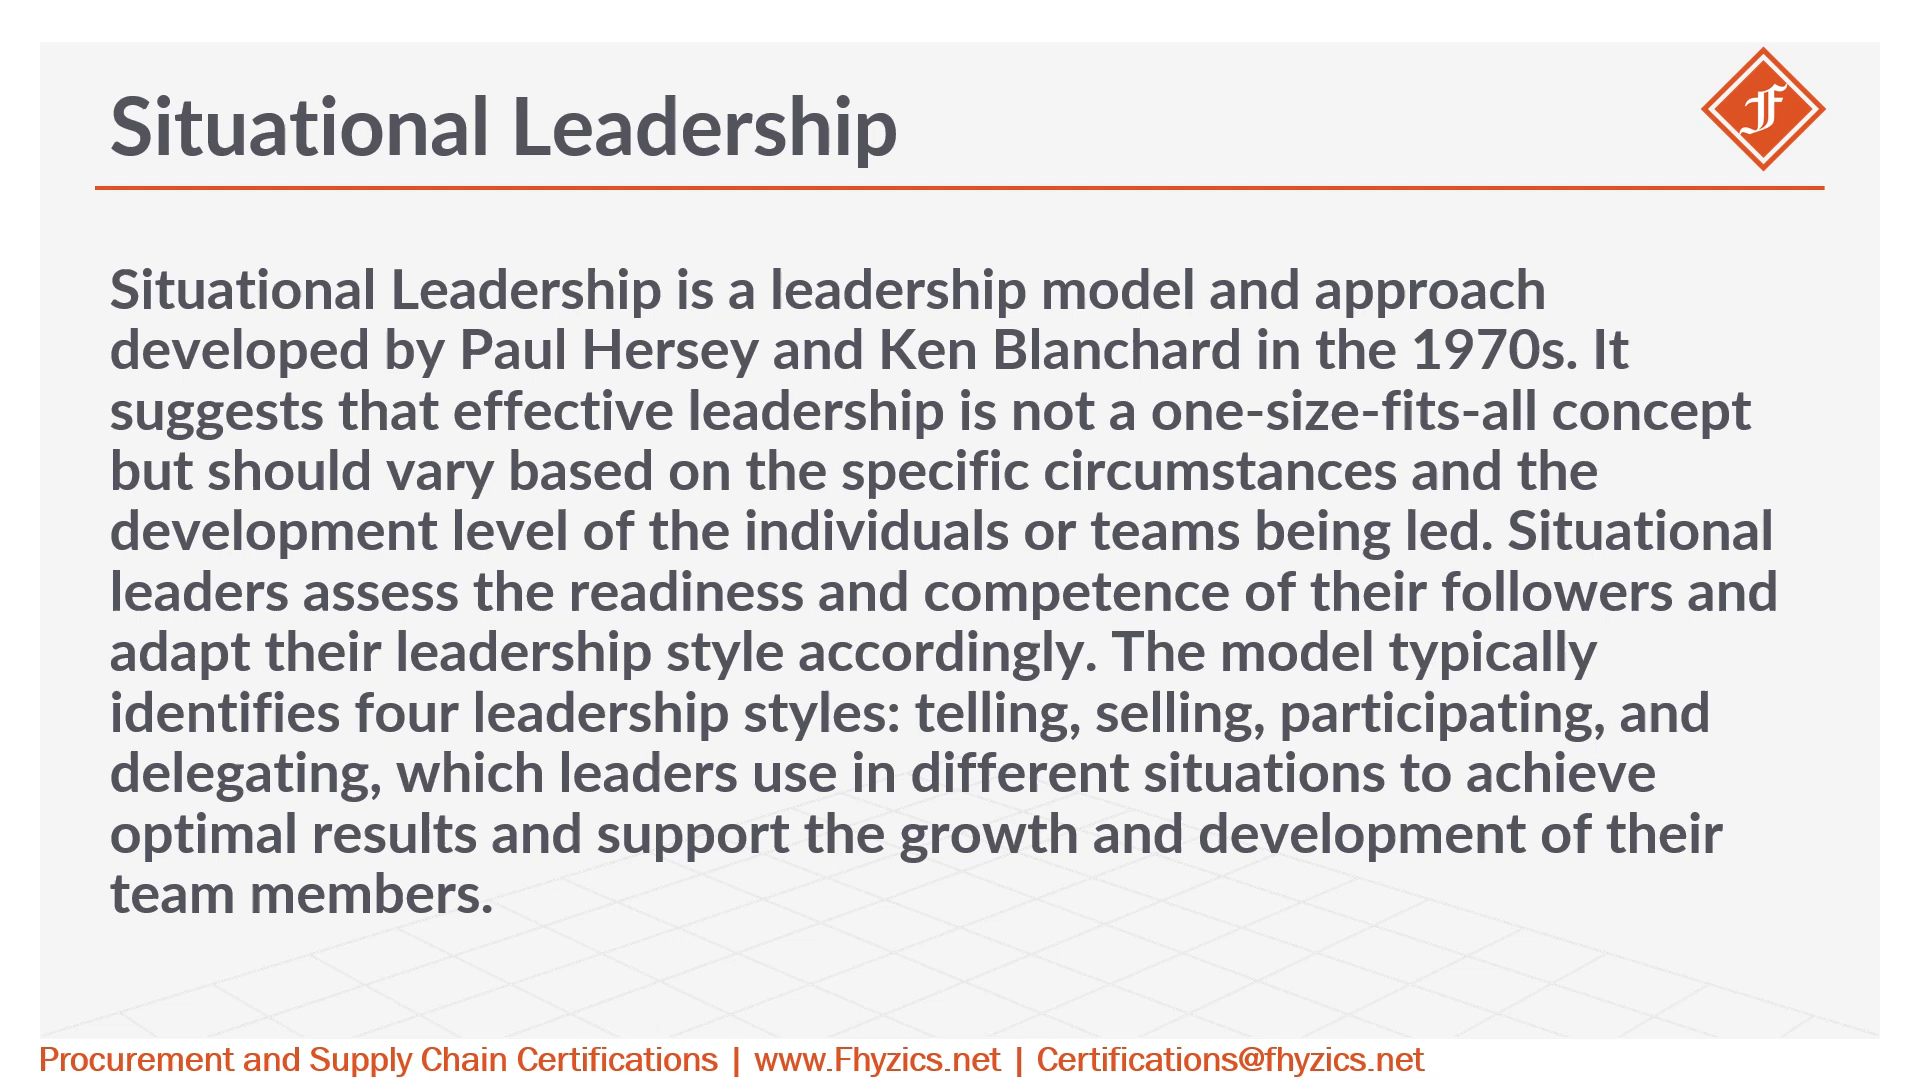 Situational Leadership
F
Situational Leadership is a leadership model and approach
developed by Paul Hersey and Ken Blanchard in the 1970s. It
suggests that effective leadership is not a one-size-fits-all concept
but should vary based on the specific circumstances and the
development level of the individuals or teams being led. Situational
leaders assess the readiness and competence of their followers and
adapt their leadership style accordingly. The model typically
identifies four leadership styles: telling, selling, participating, and
delegating, which leaders use in different situations to achieve
optimal results and support the growth and development of their
team members.
Procurement and Supply Chain Certifications | www.Fhyzics.net | Certifications@fhyzics.net